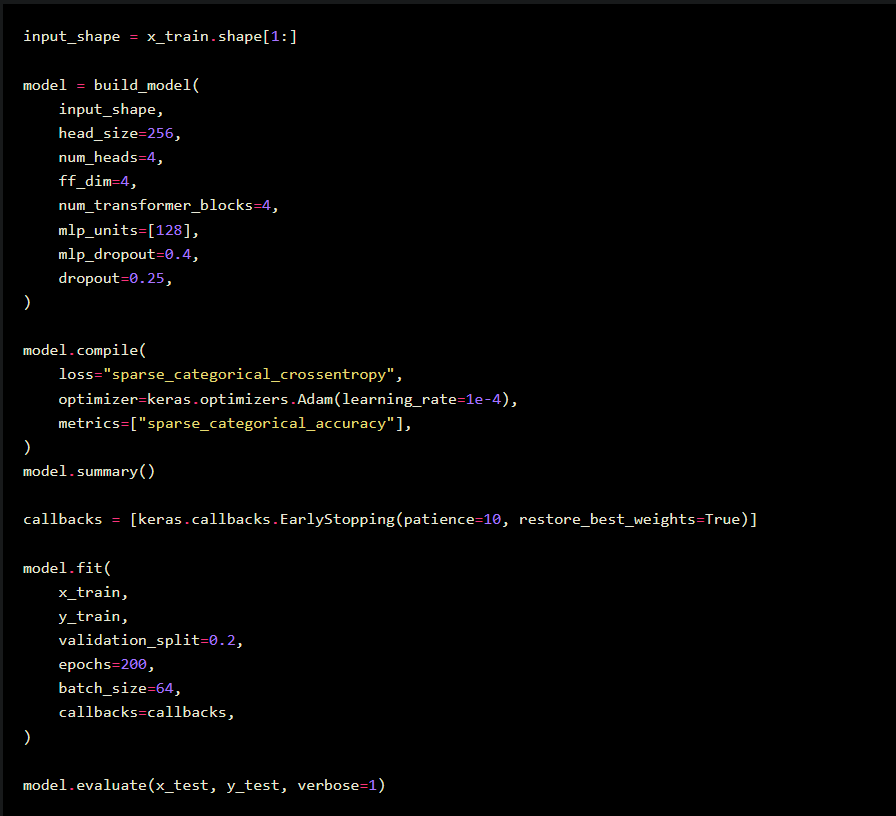 input_shape = x_train.shape[1:]
model = build_model(
    input_shape,
    head_size=256,
    num_heads=4,
    ff_dim=4,
    num_transformer_blocks=4,
    mlp_units=[128],
    mlp_dropout=0.4,
    dropout=0.25,
)
model.compile(
    loss="sparse_categorical_crossentropy",
    optimizer=keras.optimizers.Adam(learning_rate=1e-4),
    metrics=["sparse_categorical_accuracy"],
)
model.summary()
callbacks = [keras.callbacks.EarlyStopping(patience=10, restore_best_weights=True)]
model.fit(
    x_train,
    y_train,
    validation_split=0.2,
    epochs=200,
    batch_size=64,
    callbacks=callbacks,
)
model.evaluate(x_test, y_test, verbose=1)